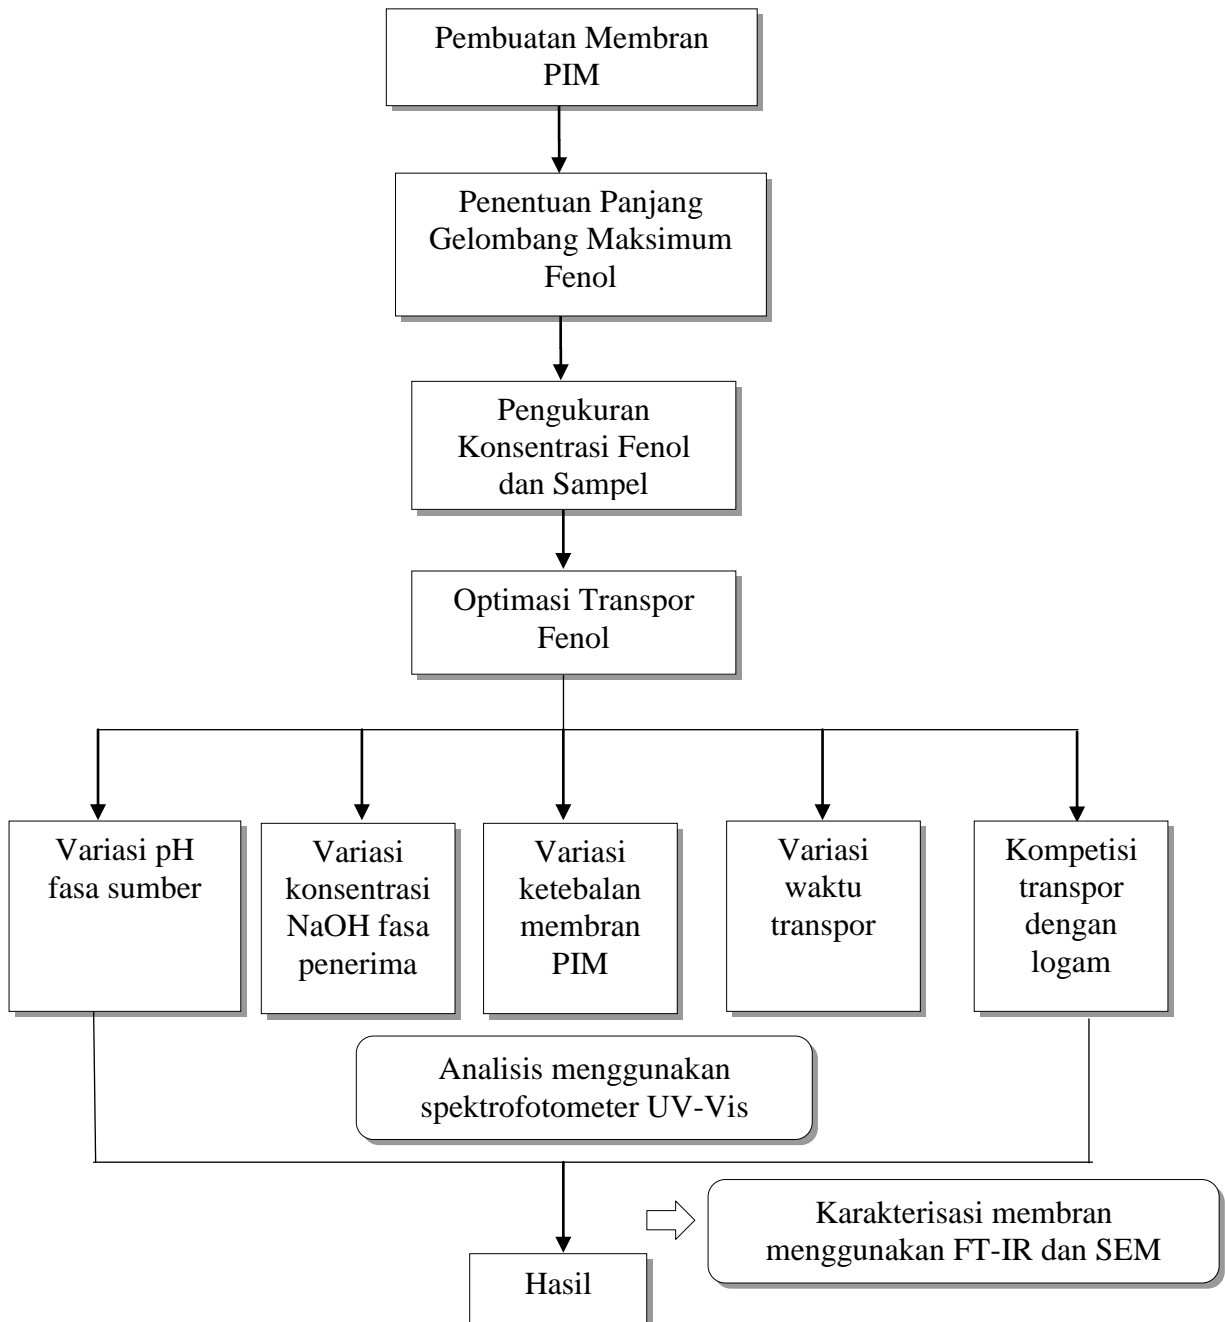 Pembuatan Membran
PIM
Penentuan Panjang
Gelombang Maksimum
Fenol
Pengukuran
Konsentrasi Fenol
dan Sampel
Optimasi Transpor
Fenol
Variasi pH
fasa sumber
Variasi
konsentrasi
NaOH fasa
penerima
Variasi
ketebalan
membran
PIM
Variasi
waktu
transpor
Kompetisi
transpor
dengan
logam
Analisis menggunakan
spektrofotometer UV-Vis
Karakterisasi membran
menggunakan FT-IR dan SEM
Hasil